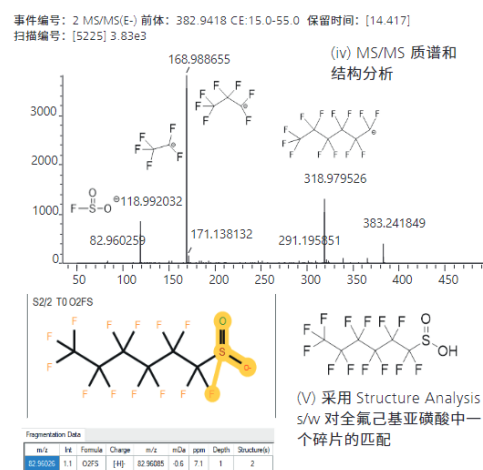 事件编号：2 MS/MS(E-) 前体：382.9418 CE:15.0-55.0 保留时间：[14.417]
扫描编号：[5225] 3.83e3
(iv) MS/MS 质谱和
结构分析
168.988655
318.979526
118.992032
82.960259
171.138132
291.195851
383.241849
3000
2000
1000
0
50 100 150 200 250 300 350 400 450
S2/2 T0 O2FS
(V) 采用 Structure Analysis
s/w 对全氟己基亚磺酸中一
个碎片的匹配
Fragmentation Data
m/z Int Formula Charge m/z mDa ppm Depth Structure(s)
82.96026 1.1 O2FS [H]- 82.96085 -0.6 7.1 1 2